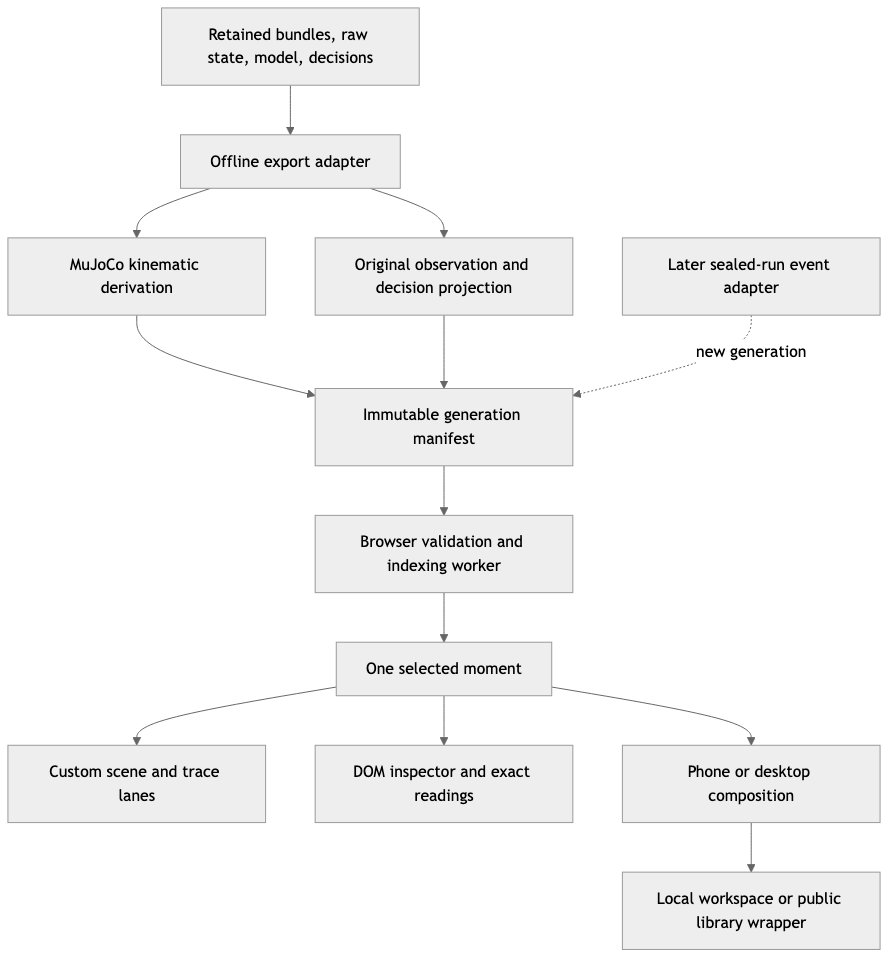 Retained bundles, raw
state, model, decisions
Offline export adapter
MuJoCo kinematic
derivation
Original observation and
decision projection
Later sealed-run event
adapter
new generation
Immutable generation
manifest
Browser validation and
indexing worker
One selected moment
Custom scene and trace
lanes
DOM inspector and exact
readings
Phone or desktop
composition
Local workspace or public
library wrapper